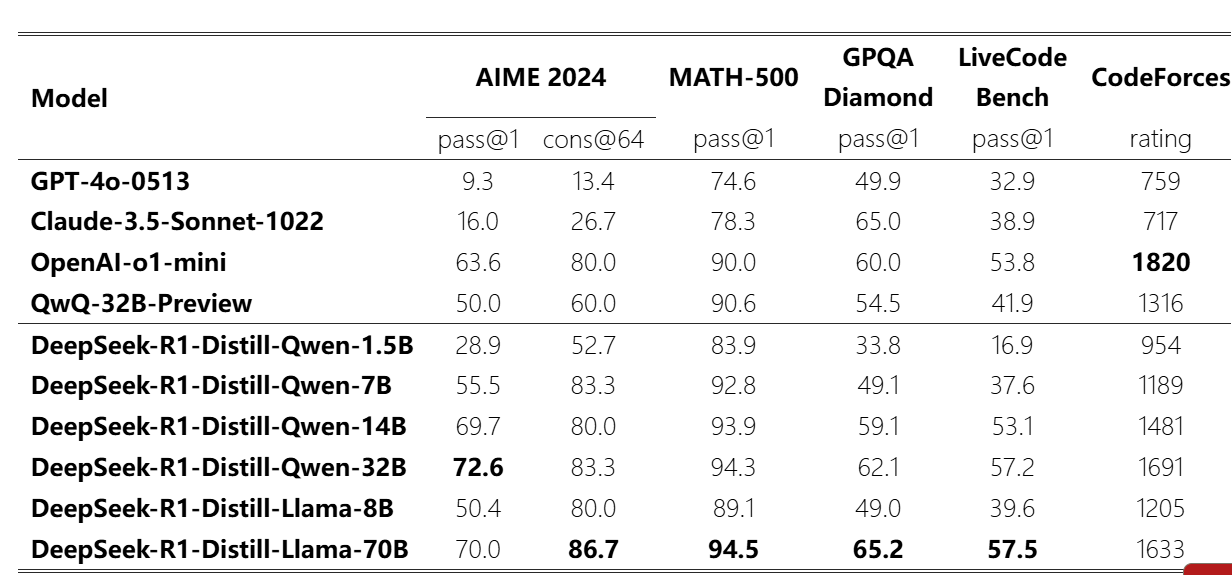 Model AIME 2024 MATH-500 GPQA Diamond LiveCode Bench CodeForces
pass@1 cons@64 pass@1 pass@1 pass@1 rating
GPT-4o-0513 9.3 13.4 74.6 49.9 32.9 759
Claude-3.5-Sonnet-1022 16.0 26.7 78.3 65.0 38.9 717
OpenAI-o1-mini 63.6 80.0 90.0 60.0 53.8 1820
QwQ-32B-Preview 50.0 60.0 90.6 54.5 41.9 1316
DeepSeek-R1-Distill-Qwen-1.5B 28.9 52.7 83.9 33.8 16.9 954
DeepSeek-R1-Distill-Qwen-7B 55.5 83.3 92.8 49.1 37.6 1189
DeepSeek-R1-Distill-Qwen-14B 69.7 80.0 93.9 59.1 53.1 1481
DeepSeek-R1-Distill-Qwen-32B 72.6 83.3 94.3 62.1 57.2 1691
DeepSeek-R1-Distill-Llama-8B 50.4 80.0 89.1 49.0 39.6 1205
DeepSeek-R1-Distill-Llama-70B 70.0 86.7 94.5 65.2 57.5 1633